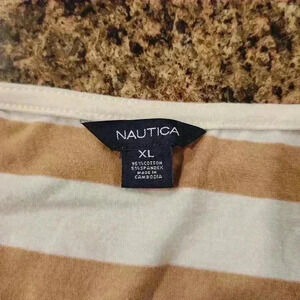 NAUTICA
XL
95%COTTON
5%SPANDEX
MADE IN
CAMBODIA